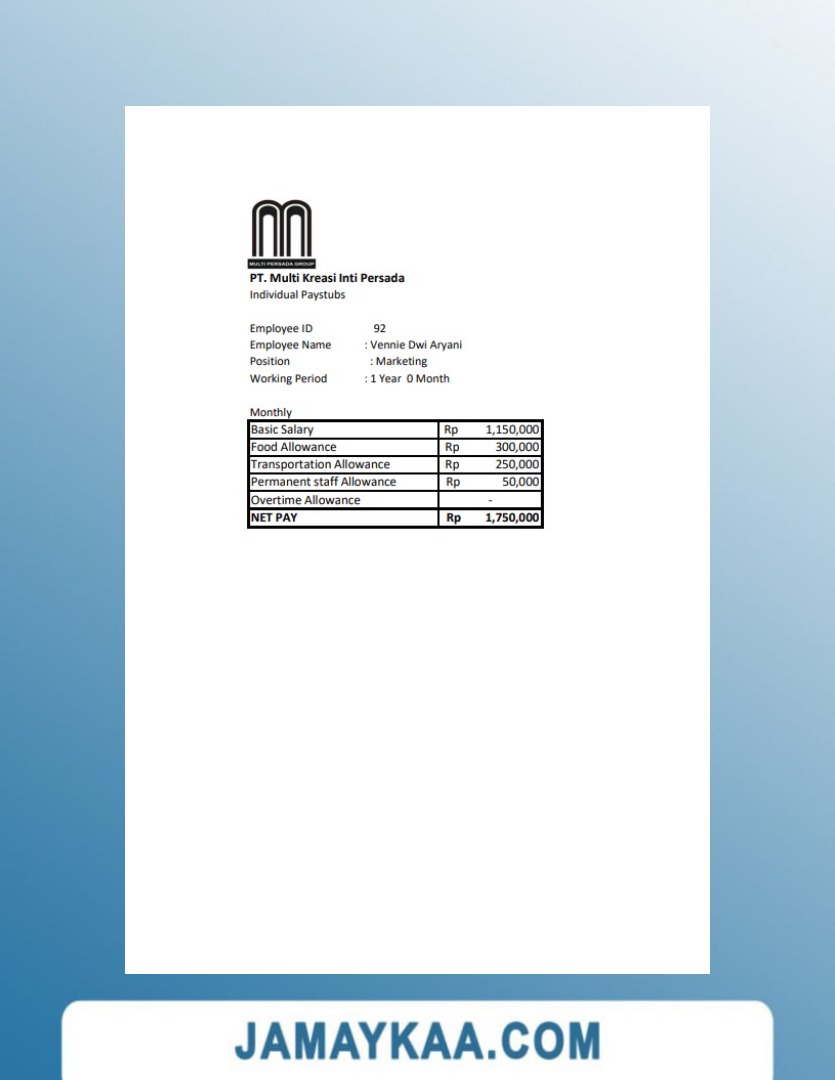 MULTI PERSADA GROUP
PT. Multi Kreasi Inti Persada
Individual Paystubs
Employee ID 92
Employee Name : Vennie Dwi Aryani
Position : Marketing
Working Period : 1 Year 0 Month
Monthly
Basic Salary Rp 1,150,000
Food Allowance Rp 300,000
Transportation Allowance Rp 250,000
Permanent staff Allowance Rp 50,000
Overtime Allowance -
NET PAY Rp 1,750,000
JAMAYKAA.COM